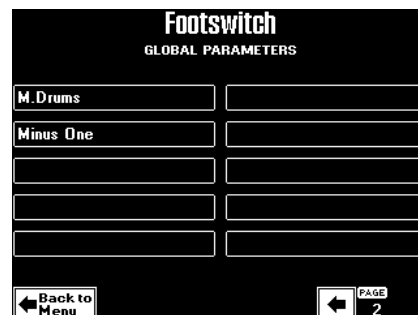 Footswitch
GLOBAL PARAMETERS
M.Drums
Minus One
Back to
Menu
PAGE
2